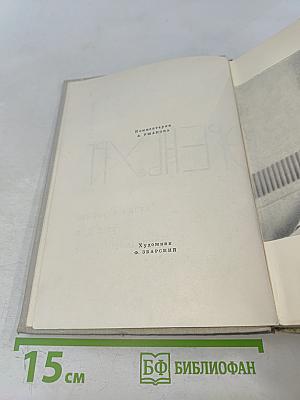 Комментарии
А. УШАКОВА
Художник
Ф. ЗБАРСКИЙ
15 см
БФ БИБЛИОФАН